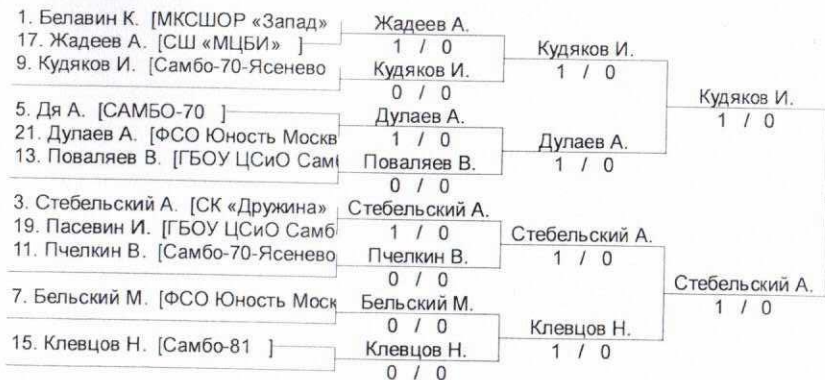 1. Белавин К. [МКСШОР «Запад»
17. Жадеев А. [СШ «МЦБИ» ]
9. Кудяков И. [Самбо-70-Ясенево
5. Дя А. [САМБО-70 ]
21. Дулаев А. [ФСО Юность Москв
13. Поваляев В. [ГБОУ ЦСиО Самб
3. Стебельский А. [СК «Дружина»
19. Пасевин И. [ГБОУ ЦСиО Самб
11. Пчелкин В. [Самбо-70-Ясенево
7. Бельский М. [ФСО Юность Моск
15. Клевцов Н. [Самбо-81 ]
Жадеев А.
1 / 0
Кудяков И.
0 / 0
Дулаев А.
1 / 0
Поваляев В.
0 / 0
Стебельский А.
1 / 0
Пчелкин В.
0 / 0
Бельский М.
0 / 0
Клевцов Н.
0 / 0
Кудяков И.
1 / 0
Дулаев А.
1 / 0
Стебельский А.
1 / 0
Клевцов Н.
1 / 0
Кудяков И.
1 / 0
Стебельский А.
1 / 0